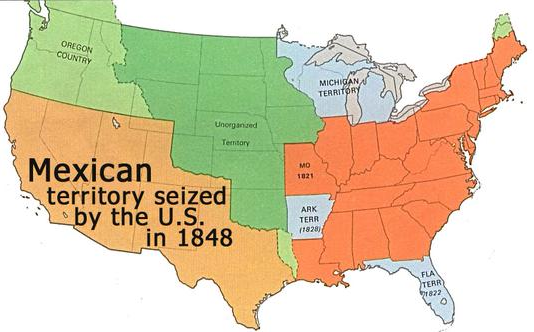 OREGON
COUNTRY
MICHIGAN
TERRITORY
Unorganized
Territory
MO
1821
Mexican
territory seized
by the U.S.
in 1848
ARK
TERR
(1828)
FLA
TERR
1822